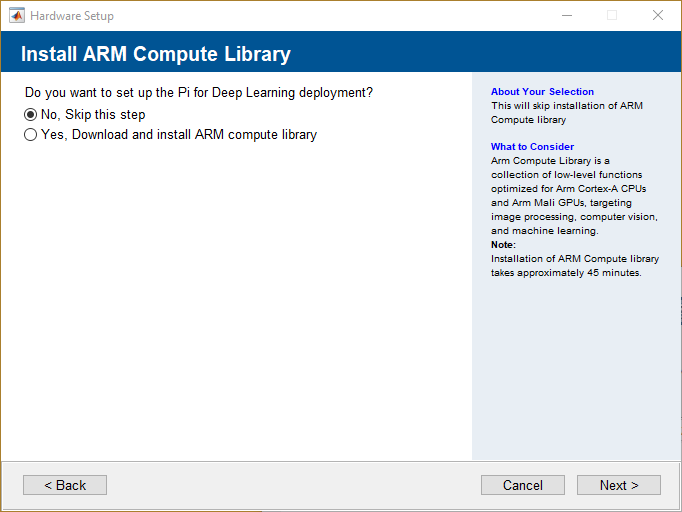 Hardware Setup
Install ARM Compute Library
Do you want to set up the Pi for Deep Learning deployment?
No, Skip this step
Yes, Download and install ARM compute library
About Your Selection
This will skip installation of ARM
Compute library
What to Consider
Arm Compute Library is a
collection of low-level functions
optimized for Arm Cortex-A CPUs
and Arm Mali GPUs, targeting
image processing, computer vision,
and machine learning.
Note:
Installation of ARM Compute library
takes approximately 45 minutes.
< Back
Cancel
Next >